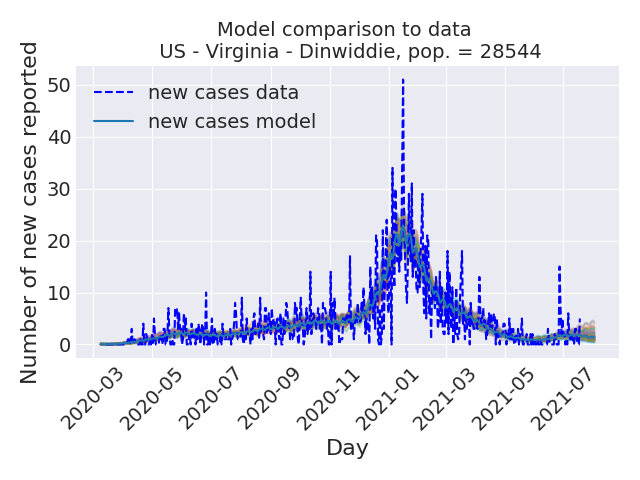 Model comparison to data
US - Virginia - Dinwiddie, pop. = 28544
Number of new cases reported
50
40
30
20
10
0
new cases data
new cases model
2020-03
2020-05
2020-07
2020-09
2020-11
2021-01
2021-03
2021-05
2021-07
Day